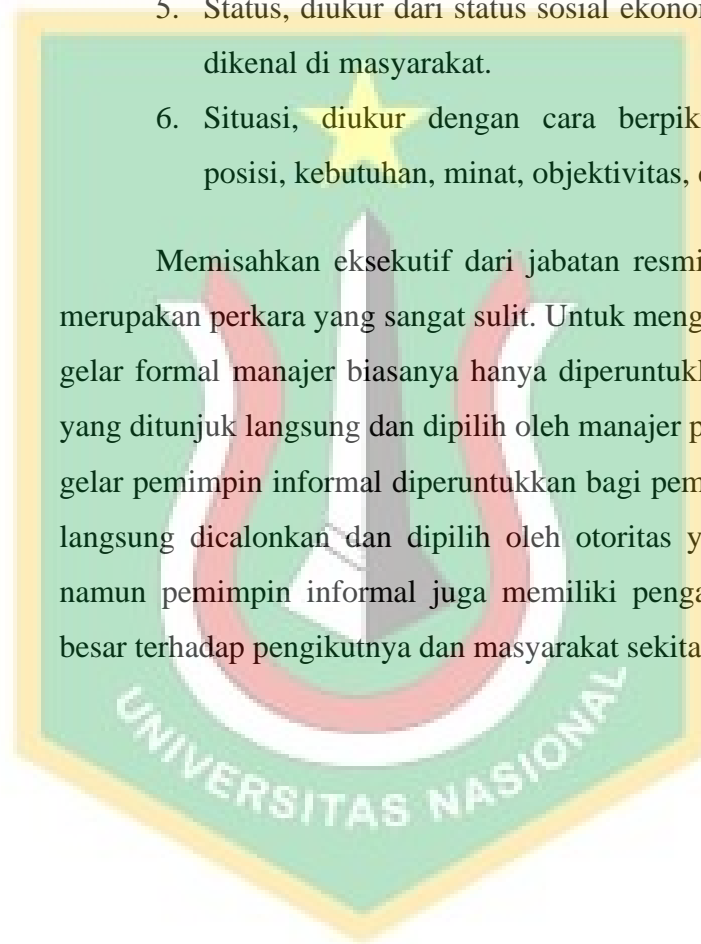 5. Status, diukur dari status sosial ekono
dikenal di masyarakat.
6. Situasi, diukur dengan cara berpik
posisi, kebutuhan, minat, objektivitas,
Memisahkan eksekutif dari jabatan resmi
merupakan perkara yang sangat sulit. Untuk meng
gelar formal manajer biasanya hanya diperuntuk
yang ditunjuk langsung dan dipilih oleh manajer p
gelar pemimpin informal diperuntukkan bagi pem
langsung dicalonkan dan dipilih oleh otoritas y
namun pemimpin informal juga memiliki penga
besar terhadap pengikutnya dan masyarakat sekita
UNIVERSITAS NASIONAL